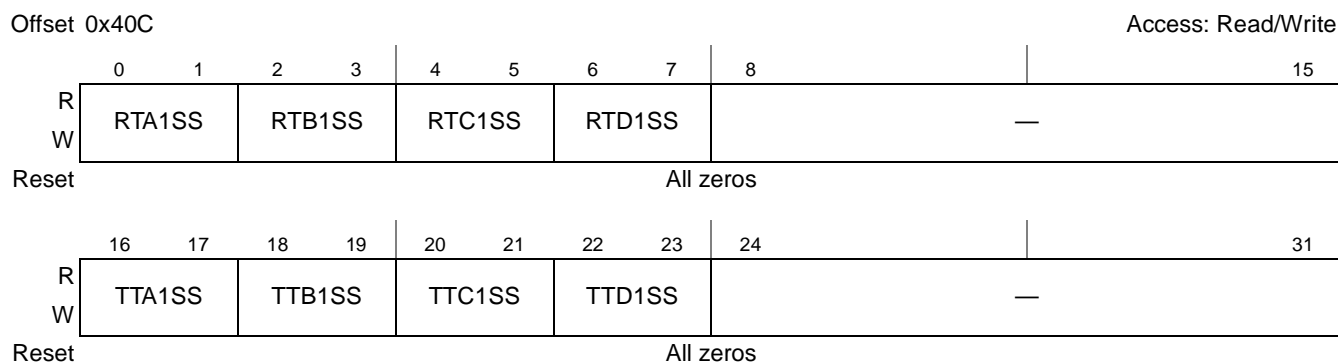 Offset 0x40C Access: Read/Write
0 1 2 3 4 5 6 7 8 15
R
RTA1SS RTB1SS RTC1SS RTD1SS —
W
Reset All zeros
16 17 18 19 20 21 22 23 24 31
R
TTA1SS TTB1SS TTC1SS TTD1SS —
W
Reset All zeros